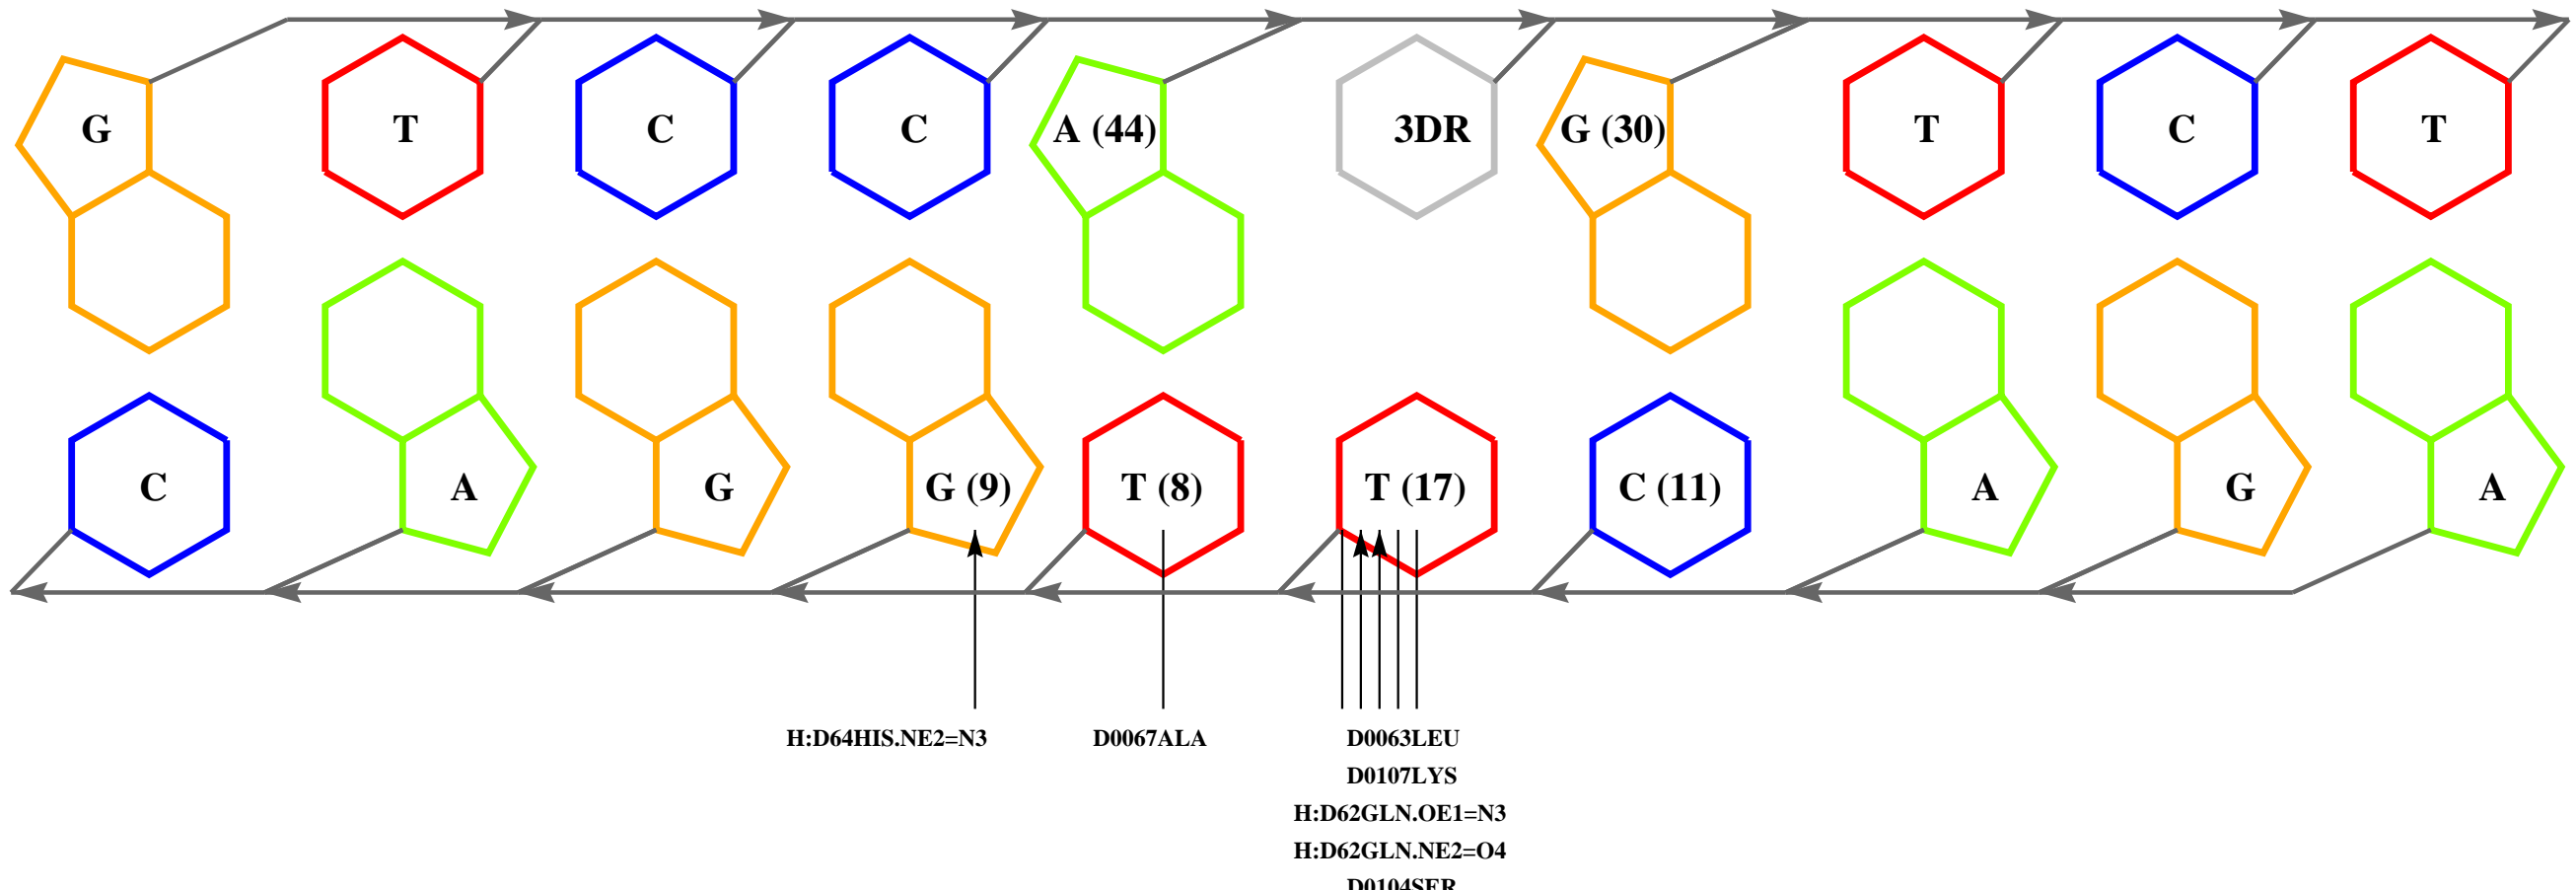 G T C C A (44) 3DR G (30) T C T
C A G G (9) T (8) T (17) C (11) A G A
H:D64HIS.NE2=N3 D0067ALA D0063LEU
D0107LYS
H:D62GLN.OE1=N3
H:D62GLN.NE2=O4
D0104SER